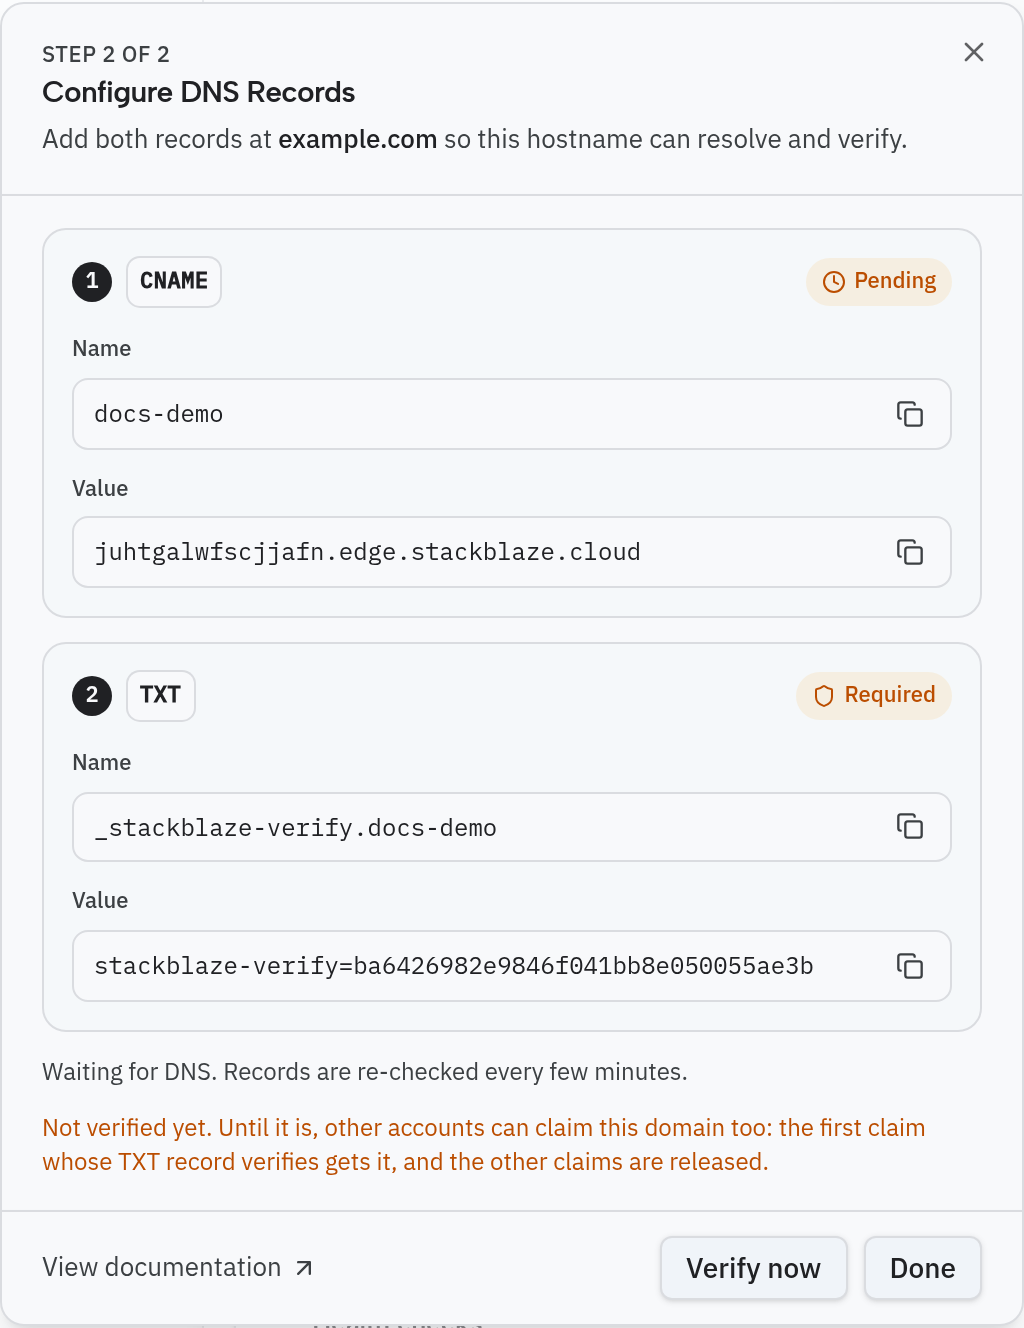 STEP 2 OF 2
Configure DNS Records
Add both records at example.com so this hostname can resolve and verify.
1 CNAME Pending
Name
docs-demo
Value
juhtgalwfscjjafn.edge.stackblaze.cloud
2 TXT Required
Name
_stackblaze-verify.docs-demo
Value
stackblaze-verify=ba6426982e9846f041bb8e050055ae3b
Waiting for DNS. Records are re-checked every few minutes.
Not verified yet. Until it is, other accounts can claim this domain too: the first claim
whose TXT record verifies gets it, and the other claims are released.
View documentation Verify now Done